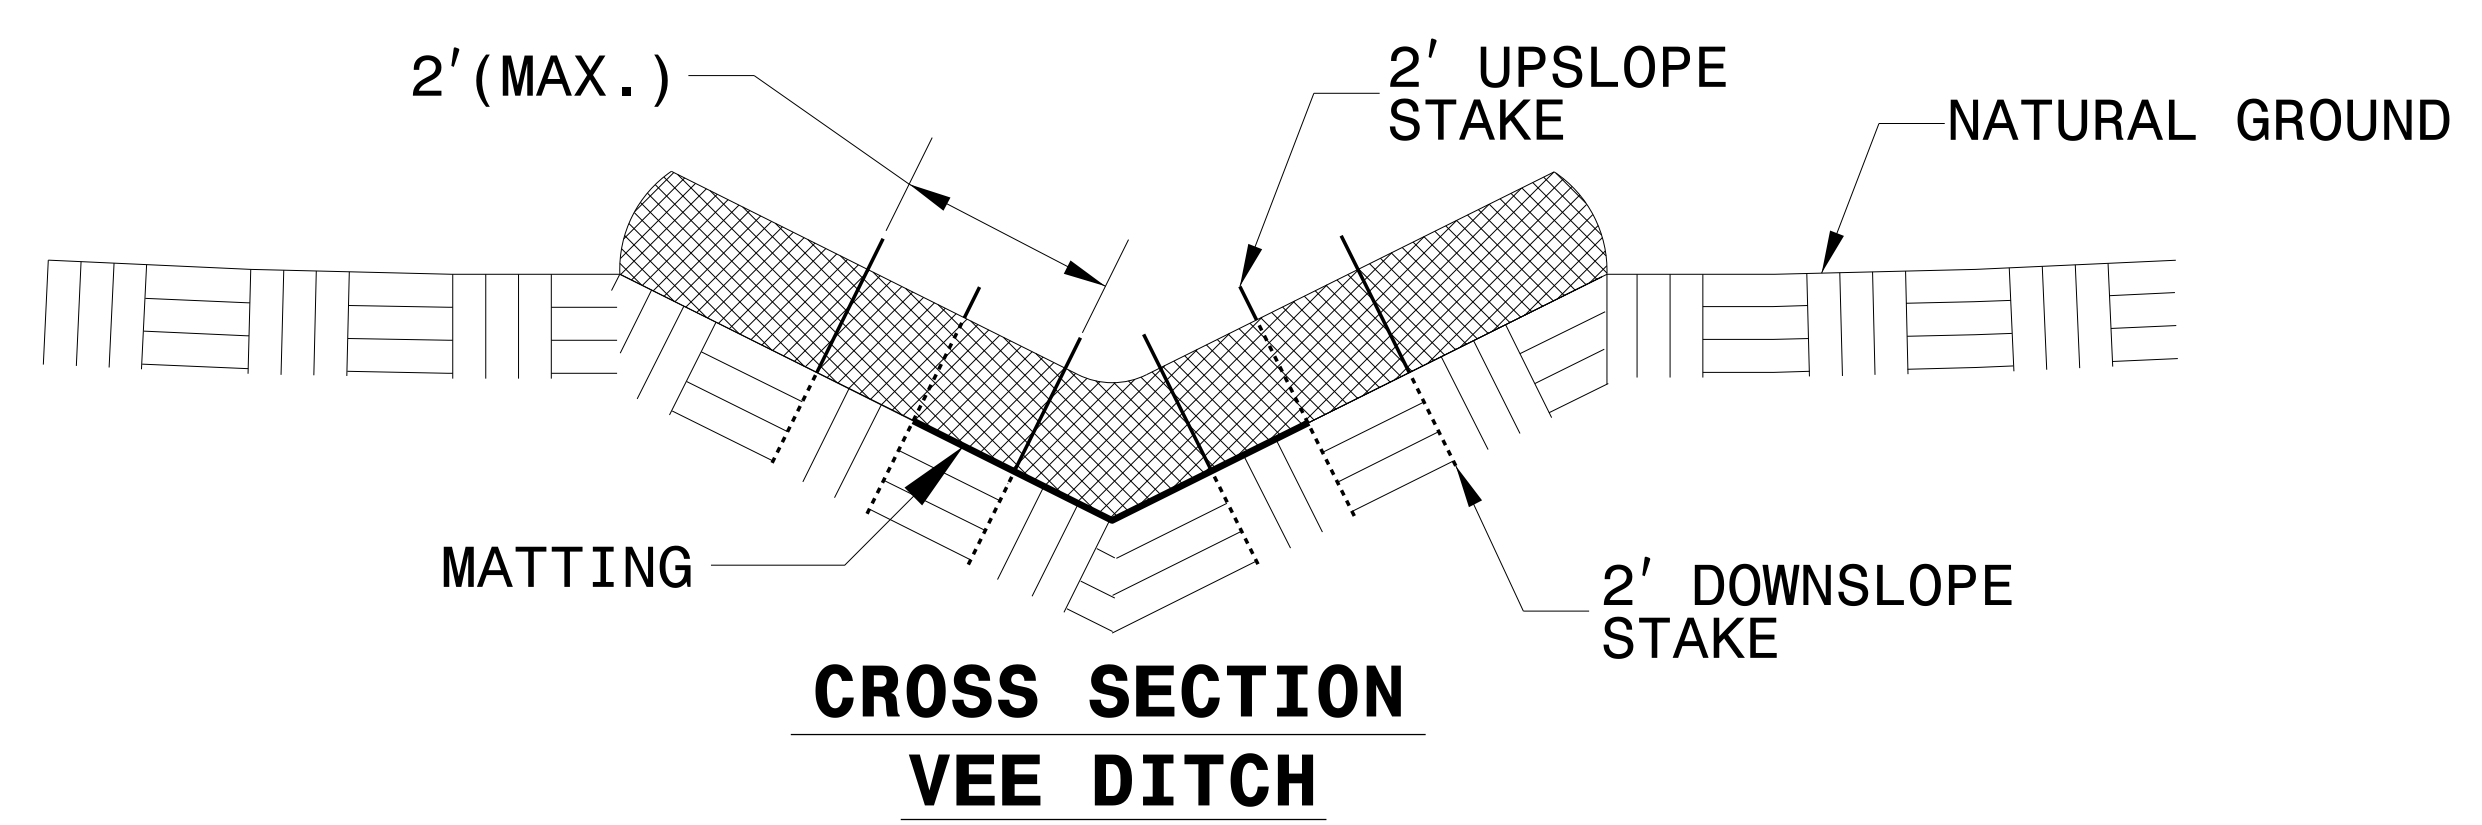 2'(MAX.)
2' UPSLOPE
STAKE
NATURAL GROUND
MATTING
2' DOWNSLOPE
STAKE
CROSS SECTION
VEE DITCH